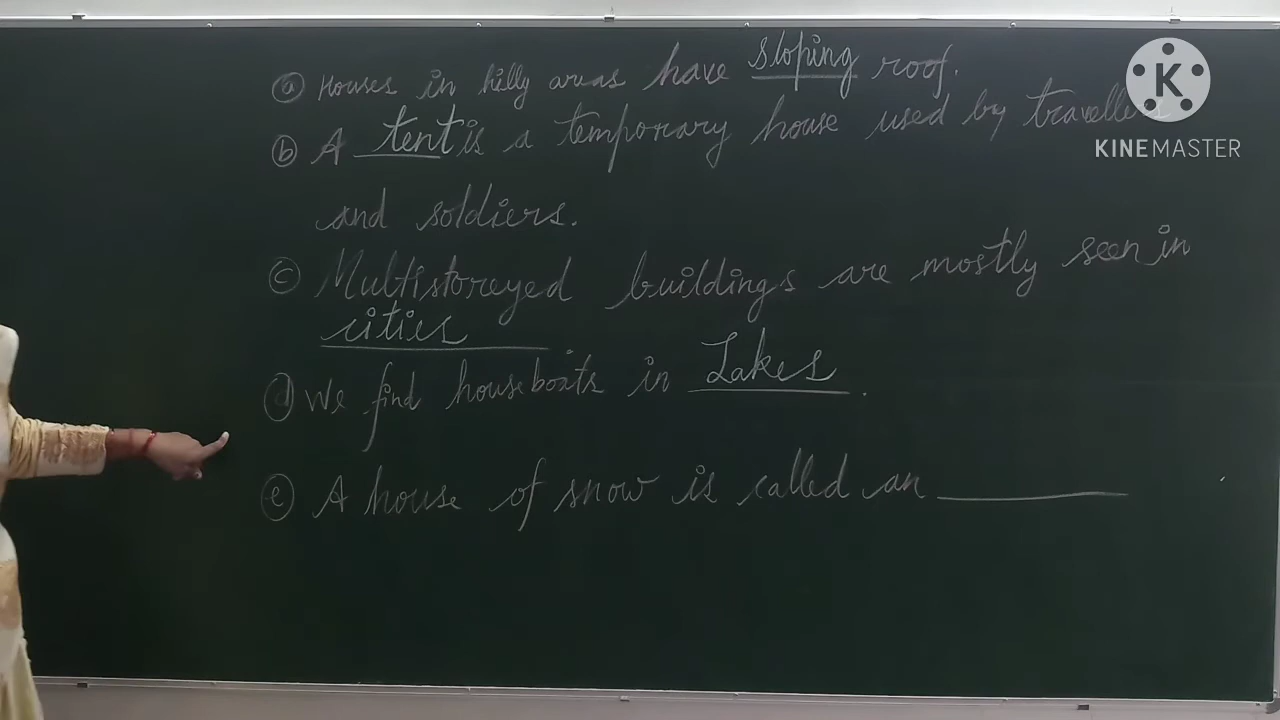 (a) Houses in hilly areas have sloping roof.
(b) A tent is a temporary house used by travellers
and soldiers.
(c) Multistoreyed buildings are mostly seen in
cities
(d) We find houseboats in Lakes.
(e) A house of snow is called an ________
K
KINEMASTER